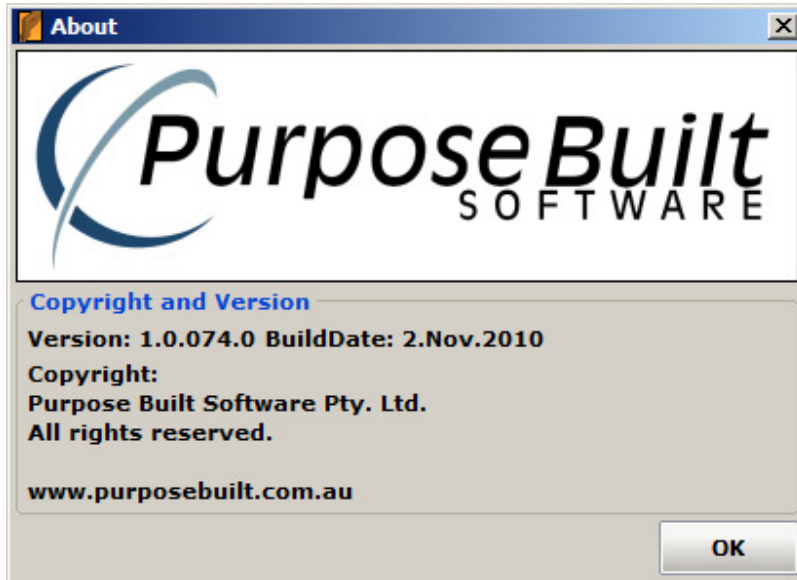 About
Purpose Built
SOFTWARE
Copyright and Version
Version: 1.0.074.0 BuildDate: 2.Nov.2010
Copyright:
Purpose Built Software Pty. Ltd.
All rights reserved.
www.purposebuilt.com.au
OK